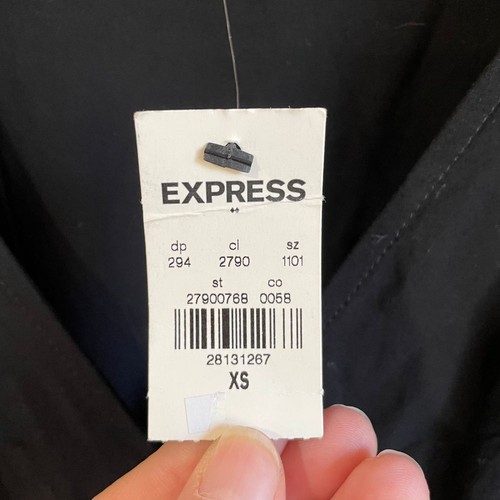 EXPRESS
dp cl sz
294 2790 1101
st co
27900768 0058
28131267
XS